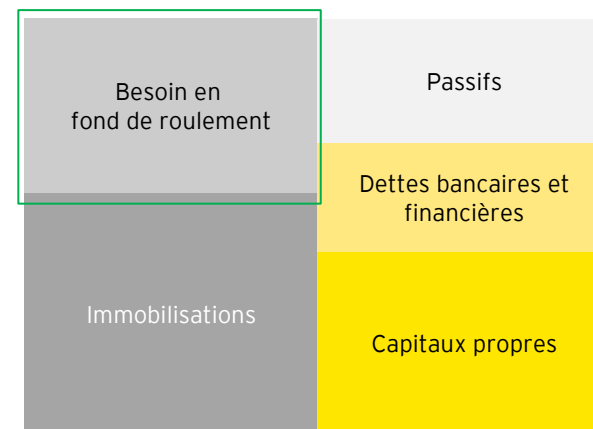 Besoin en
fond de roulement
Passifs
Dettes bancaires et
financières
Immobilisations
Capitaux propres